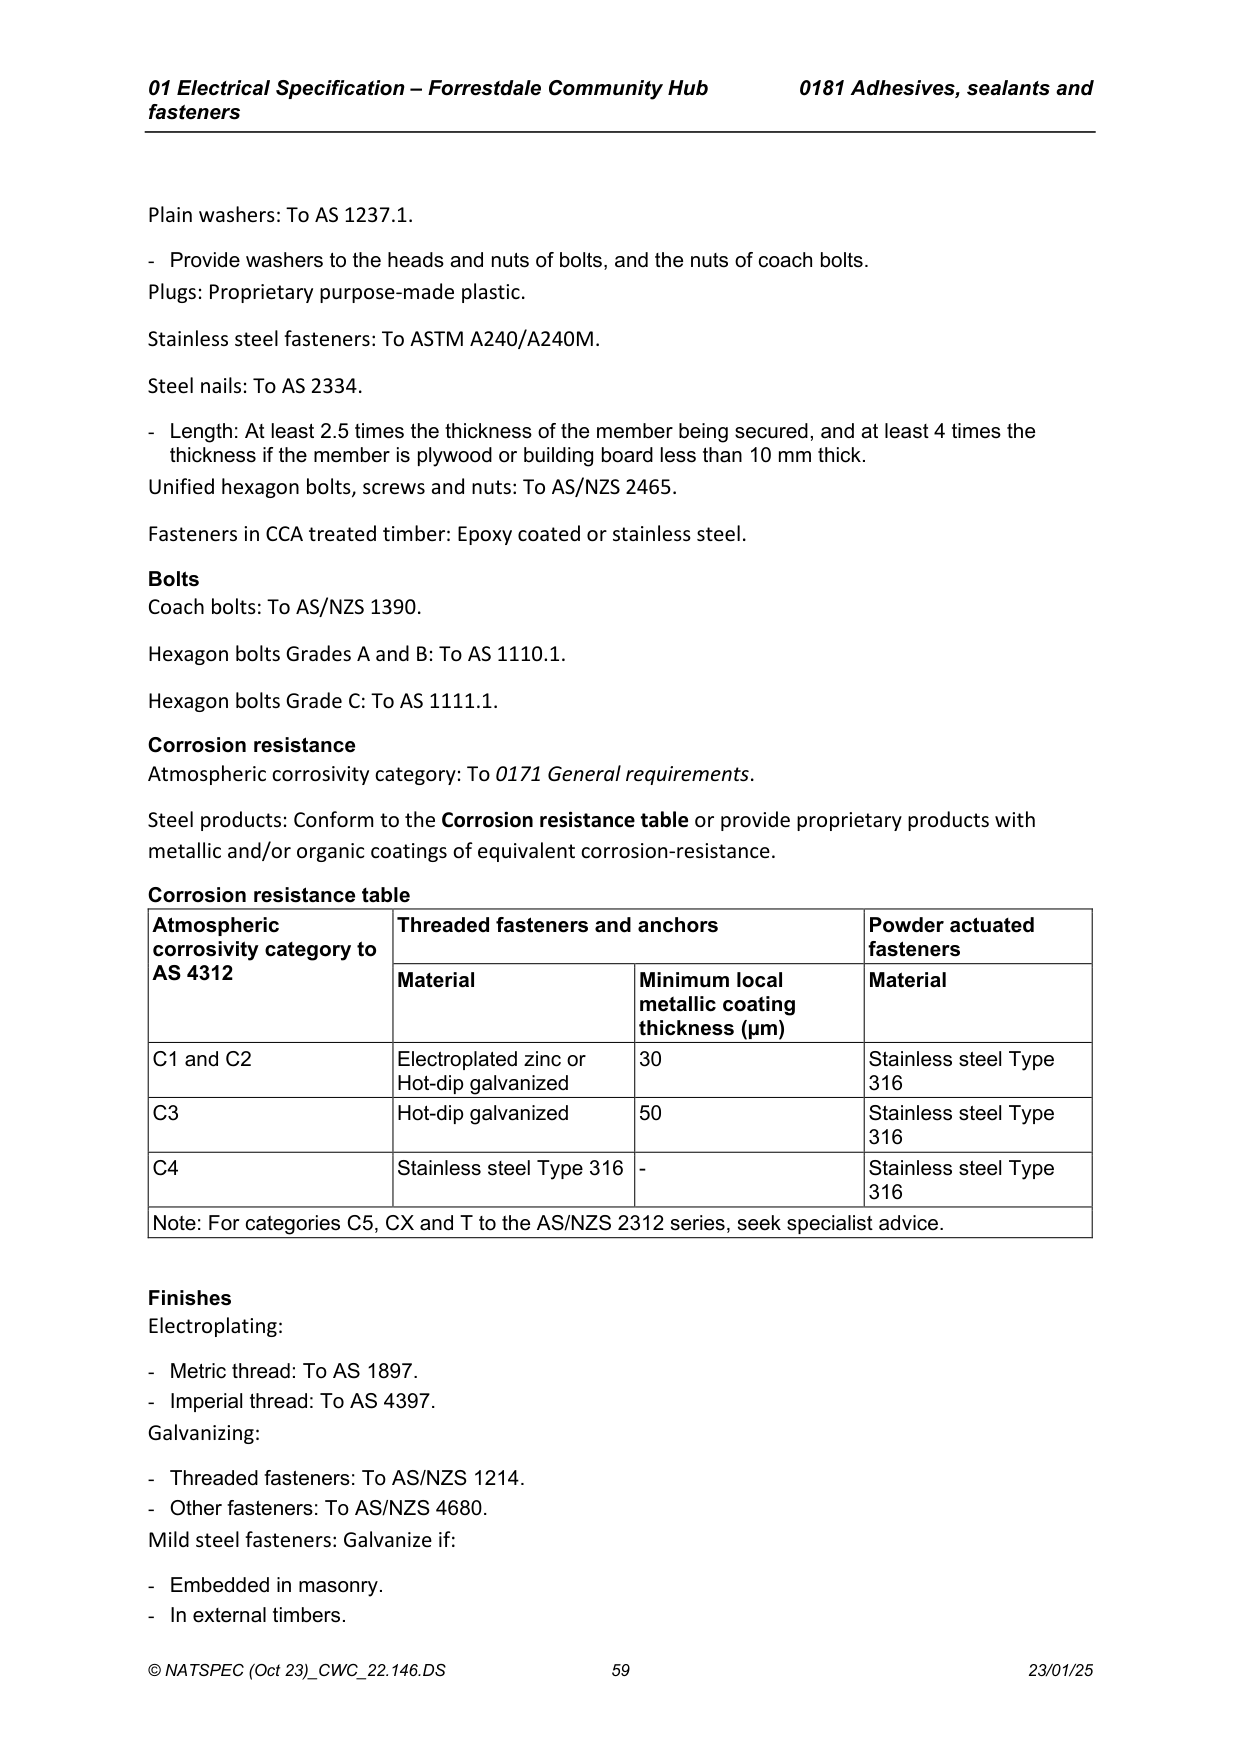 01 Electrical Specification – Forrestdale Community Hub 0181 Adhesives, sealants and
fasteners
Plain washers: To AS 1237.1.
- Provide washers to the heads and nuts of bolts, and the nuts of coach bolts.
Plugs: Proprietary purpose-made plastic.
Stainless steel fasteners: To ASTM A240/A240M.
Steel nails: To AS 2334.
- Length: At least 2.5 times the thickness of the member being secured, and at least 4 times the
thickness if the member is plywood or building board less than 10 mm thick.
Unified hexagon bolts, screws and nuts: To AS/NZS 2465.
Fasteners in CCA treated timber: Epoxy coated or stainless steel.
Bolts
Coach bolts: To AS/NZS 1390.
Hexagon bolts Grades A and B: To AS 1110.1.
Hexagon bolts Grade C: To AS 1111.1.
Corrosion resistance
Atmospheric corrosivity category: To 0171 General requirements.
Steel products: Conform to the Corrosion resistance table or provide proprietary products with
metallic and/or organic coatings of equivalent corrosion-resistance.
Corrosion resistance table
Atmospheric
corrosivity category to
AS 4312
Threaded fasteners and anchors
Powder actuated
fasteners
Material
Minimum local
metallic coating
thickness (µm)
Material
C1 and C2
Electroplated zinc or
Hot-dip galvanized
30
Stainless steel Type
316
C3
Hot-dip galvanized
50
Stainless steel Type
316
C4
Stainless steel Type 316
-
Stainless steel Type
316
Note: For categories C5, CX and T to the AS/NZS 2312 series, seek specialist advice.
Finishes
Electroplating:
- Metric thread: To AS 1897.
- Imperial thread: To AS 4397.
Galvanizing:
- Threaded fasteners: To AS/NZS 1214.
- Other fasteners: To AS/NZS 4680.
Mild steel fasteners: Galvanize if:
- Embedded in masonry.
- In external timbers.
© NATSPEC (Oct 23)_CWC_22.146.DS 59 23/01/25